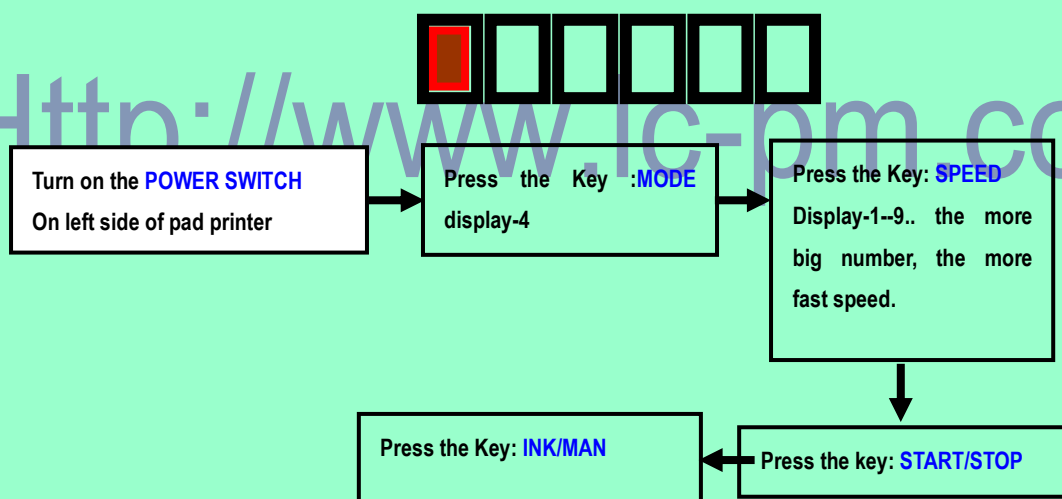 Http://www.lc-pm.co
Turn on the POWER SWITCH
On left side of pad printer
Press the Key :MODE
display-4
Press the Key: SPEED
Display-1--9.. the more
big number, the more
fast speed.
Press the key: START/STOP
Press the Key: INK/MAN